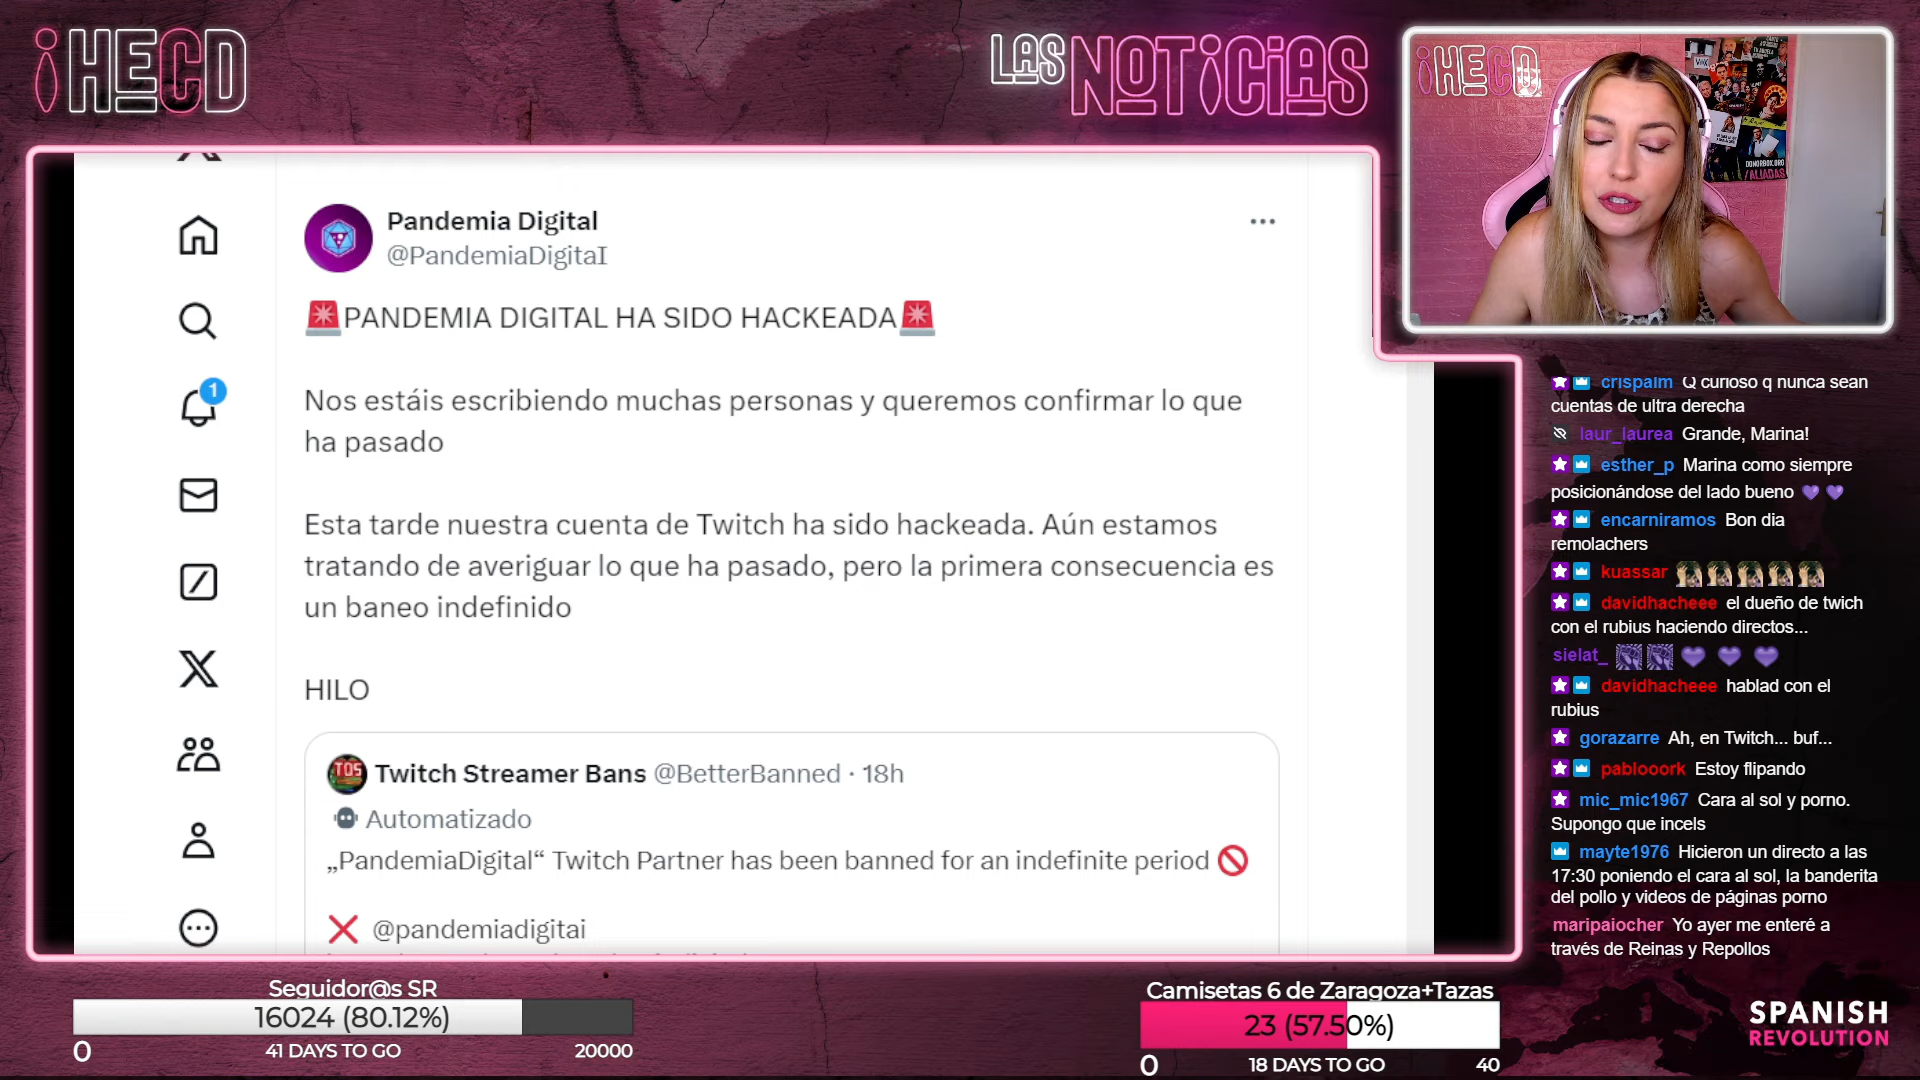 ¡HECD
LAS NOTICIAS
¡HECD
VOX
DONORBOX.ORG
/ALIADAS
Pandemia Digital
@PandemiaDigitaI
🚨PANDEMIA DIGITAL HA SIDO HACKEADA🚨
Nos estáis escribiendo muchas personas y queremos confirmar lo que
ha pasado
Esta tarde nuestra cuenta de Twitch ha sido hackeada. Aún estamos
tratando de averiguar lo que ha pasado, pero la primera consecuencia es
un baneo indefinido
HILO
1
TOS
Twitch Streamer Bans @BetterBanned · 18h
Automatizado
„PandemiaDigital“ Twitch Partner has been banned for an indefinite period 🚫
❌ @pandemiadigitai
crispalm Q curioso q nunca sean
cuentas de ultra derecha
laur_laurea Grande, Marina!
esther_p Marina como siempre
posicionándose del lado bueno 💜 💜
encarniramos Bon dia
remolachers
kuassar
davidhacheee el dueño de twich
con el rubius haciendo directos...
sielat_ 💜 💜 💜
davidhacheee hablad con el
rubius
gorazarre Ah, en Twitch... buf...
pablooork Estoy flipando
mic_mic1967 Cara al sol y porno.
Supongo que incels
mayte1976 Hicieron un directo a las
17:30 poniendo el cara al sol, la banderita
del pollo y videos de páginas porno
maripaiocher Yo ayer me enteré a
través de Reinas y Repollos
Seguidor@s SR
16024 (80.12%)
0 41 DAYS TO GO 20000
Camisetas 6 de Zaragoza+Tazas
23 (57.50%)
0 18 DAYS TO GO 40
SPANISH
REVOLUTION